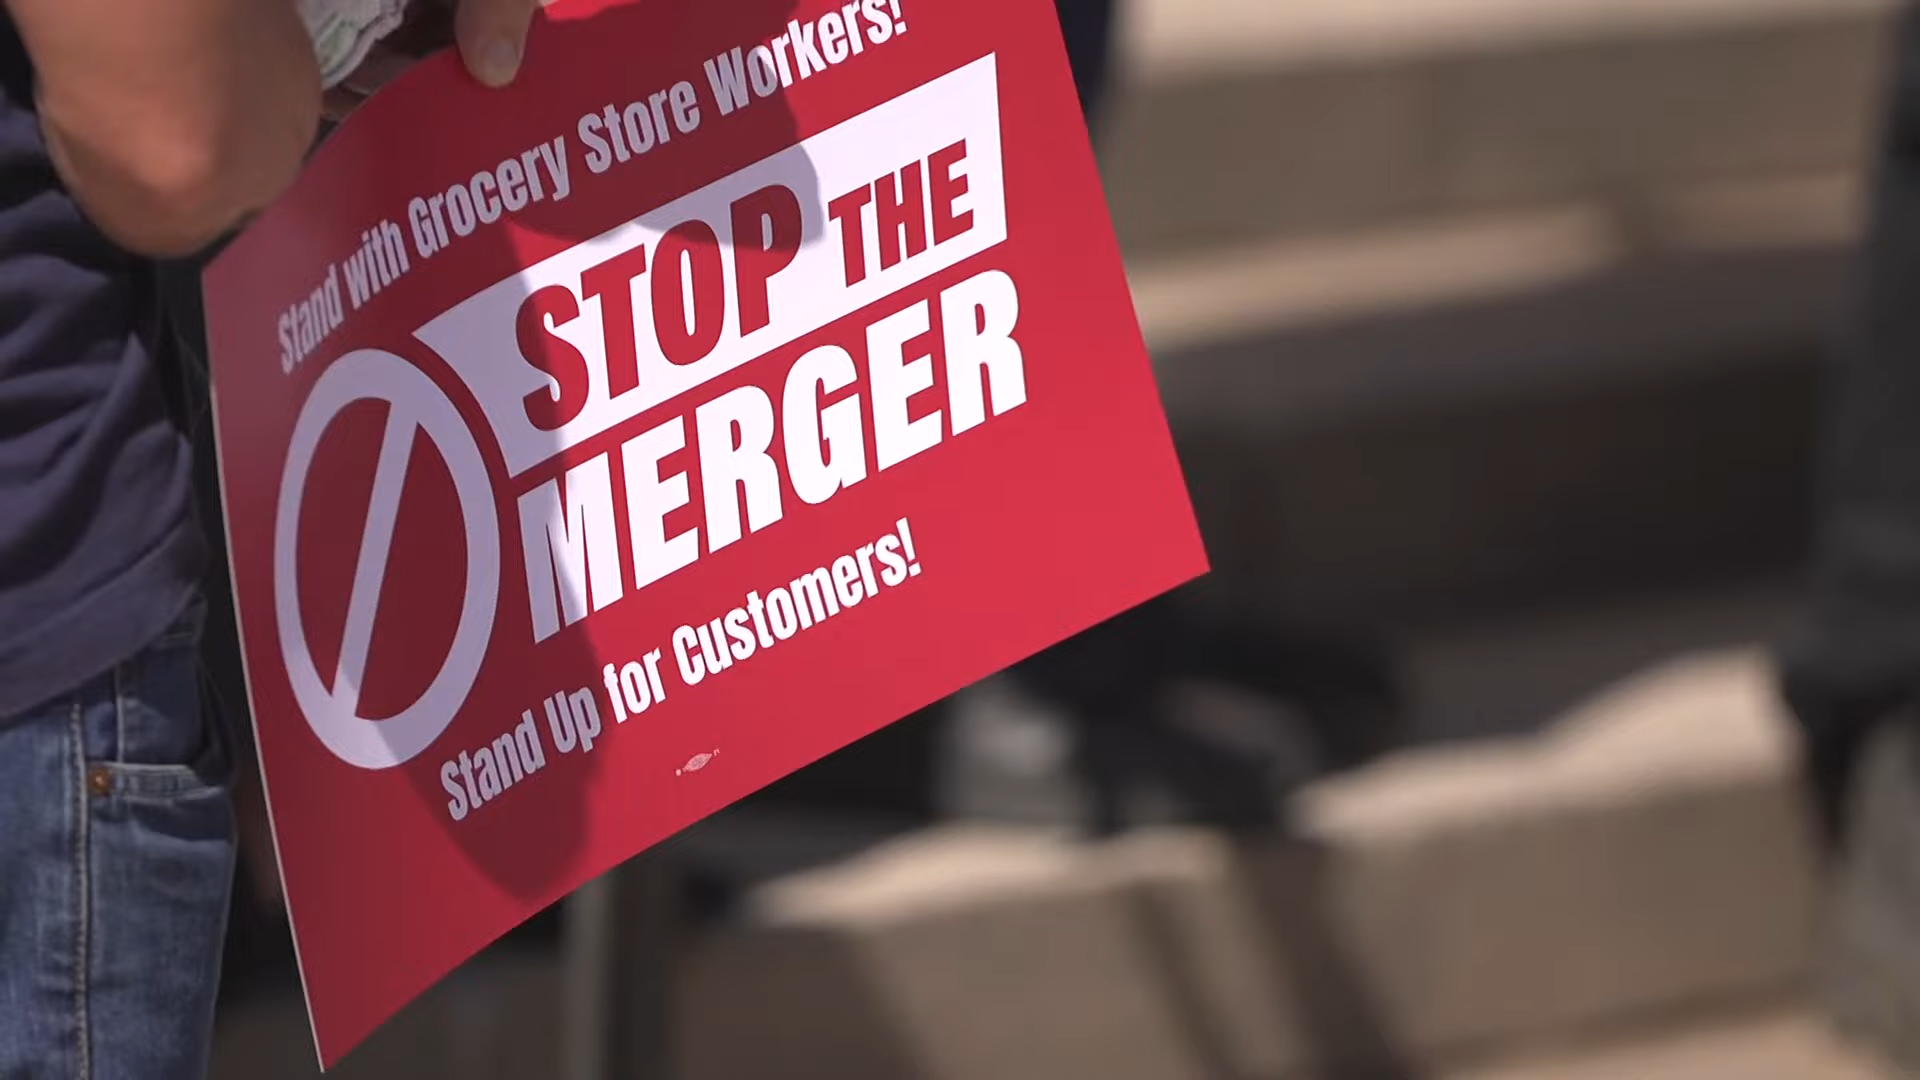 Stand with Grocery Store Workers!
STOP THE
MERGER
Stand Up for Customers!